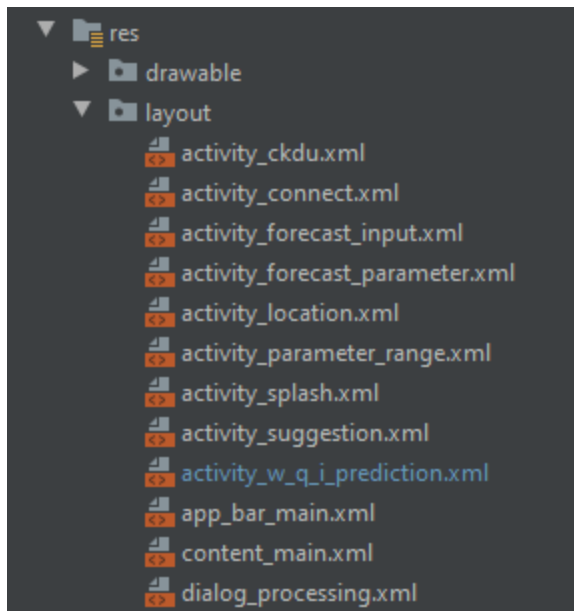 res
drawable
layout
activity_ckdu.xml
activity_connect.xml
activity_forecast_input.xml
activity_forecast_parameter.xml
activity_location.xml
activity_parameter_range.xml
activity_splash.xml
activity_suggestion.xml
activity_w_q_i_prediction.xml
app_bar_main.xml
content_main.xml
dialog_processing.xml